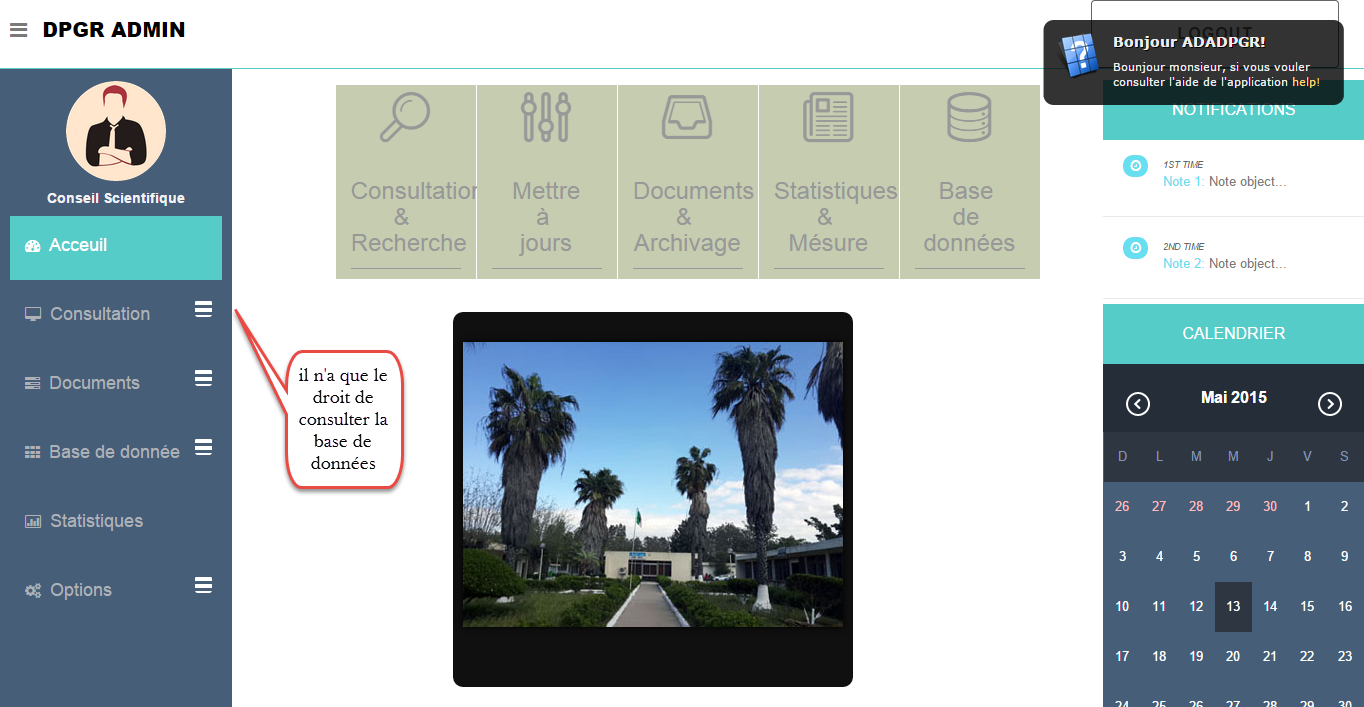 DPGR ADMIN
LOGOUT
Bonjour ADADPGR!
Bounjour monsieur, si vous vouler
consulter l'aide de l'application help!
Conseil Scientifique
Acceuil
Consultation
Documents
Base de donnée
Statistiques
Options
Consultation
&
Recherche
Mettre
à
jours
Documents
&
Archivage
Statistiques
&
Mésure
Base
de
données
il n'a que le
droit de
consulter la
base de
données
NOTIFICATIONS
1ST TIME
Note 1: Note object...
2ND TIME
Note 2: Note object...
CALENDRIER
Mai 2015
D L M M J V S
26 27 28 29 30 1 2
3 4 5 6 7 8 9
10 11 12 13 14 15 16
17 18 19 20 21 22 23
24 25 26 27 28 29 30